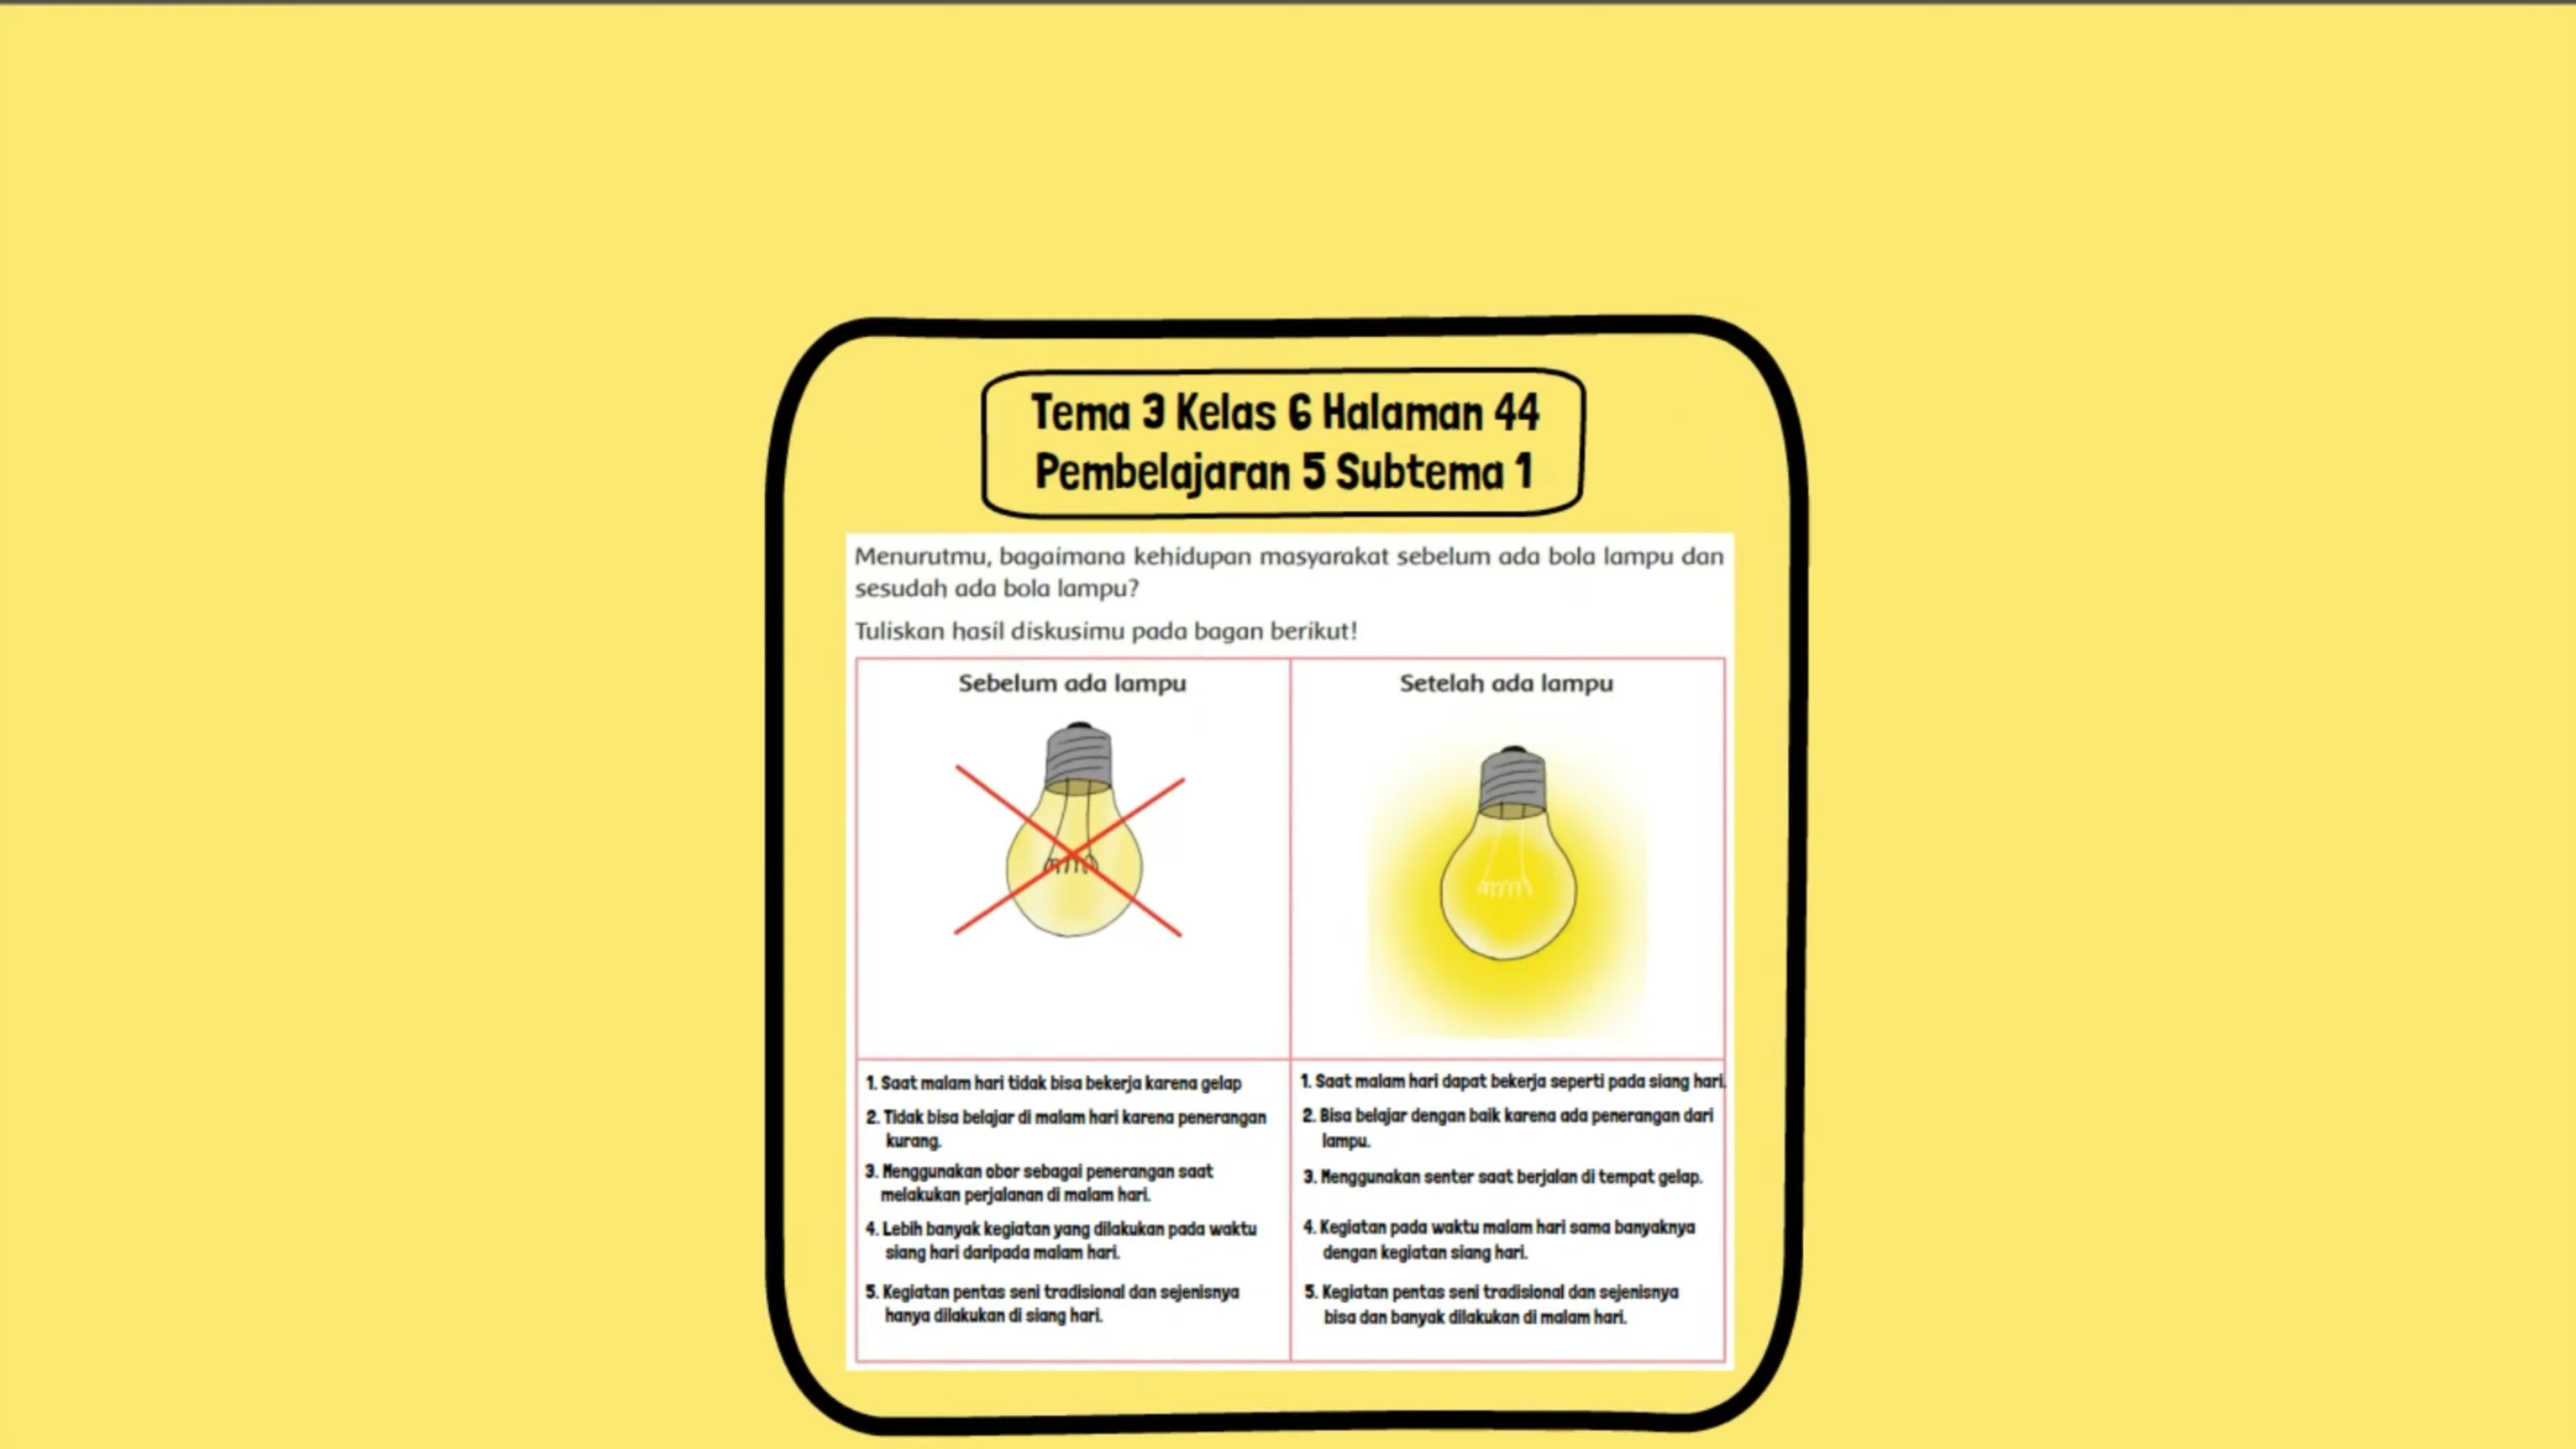 Tema 3 Kelas 6 Halaman 44
Pembelajaran 5 Subtema 1
Menurutmu, bagaimana kehidupan masyarakat sebelum ada bola lampu dan
sesudah ada bola lampu?
Tuliskan hasil diskusimu pada bagan berikut!
Sebelum ada lampu
1. Saat malam hari tidak bisa bekerja karena gelap
2. Tidak bisa belajar di malam hari karena penerangan
kurang.
3. Menggunakan obor sebagai penerangan saat
melakukan perjalanan di malam hari.
4. Lebih banyak kegiatan yang dilakukan pada waktu
siang hari daripada malam hari.
5. Kegiatan pentas seni tradisional dan sejenisnya
hanya dilakukan di siang hari.
Setelah ada lampu
1. Saat malam hari dapat bekerja seperti pada siang hari.
2. Bisa belajar dengan baik karena ada penerangan dari
lampu.
3. Menggunakan senter saat berjalan di tempat gelap.
4. Kegiatan pada waktu malam hari sama banyaknya
dengan kegiatan siang hari.
5. Kegiatan pentas seni tradisional dan sejenisnya
bisa dan banyak dilakukan di malam hari.